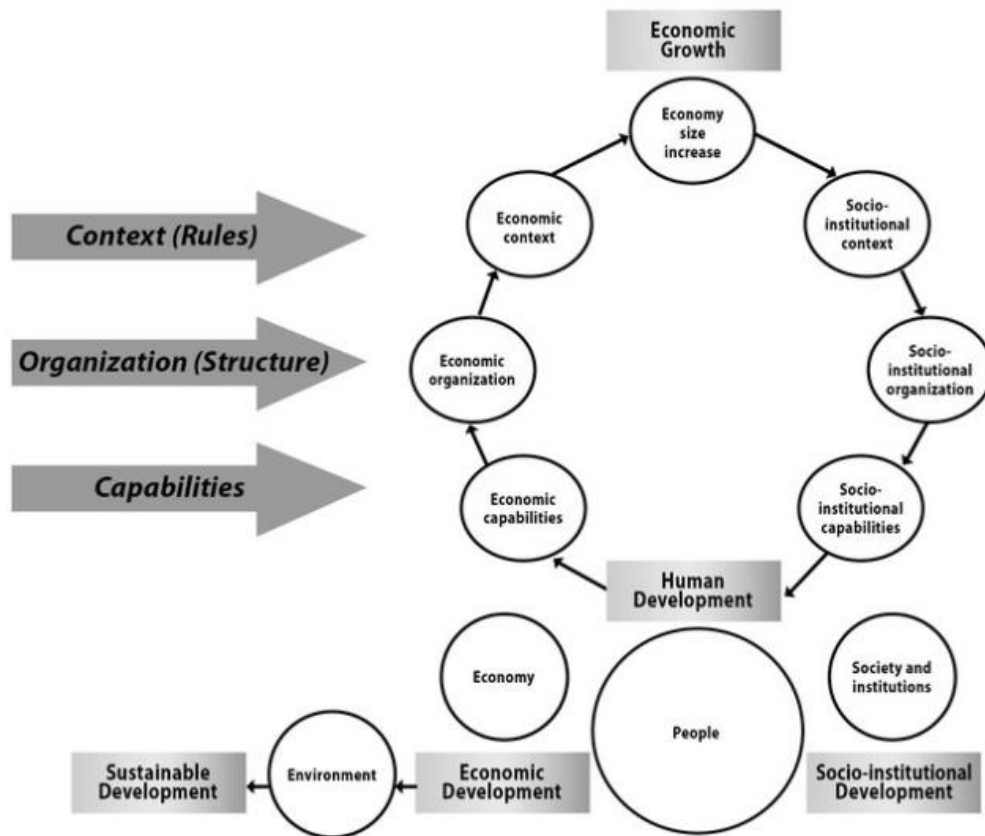 Economic
Growth
Economy
size
increase
Context (Rules)
Economic
context
Socio-
institutional
context
Organization (Structure)
Economic
organization
Socio-
institutional
organization
Capabilities
Economic
capabilities
Socio-
institutional
capabilities
Human
Development
Economy
People
Society and
institutions
Sustainable
Development
Environment
Economic
Development
Socio-institutional
Development